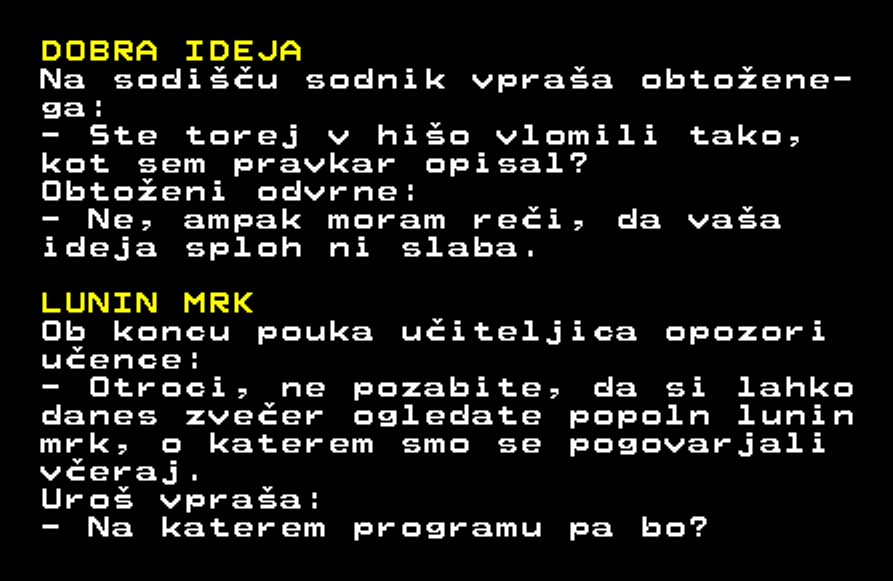 DOBRA IDEJA
Na sodišču sodnik vpraša obtožene-
ga:
- Ste torej v hišo vlomili tako,
kot sem pravkar opisal?
Obtoženi odvrne:
- Ne, ampak moram reči, da vaša
ideja sploh ni slaba.
LUNIN MRK
Ob koncu pouka učiteljica opozori
učence:
- Otroci, ne pozabite, da si lahko
danes zvečer ogledate popoln lunin
mrk, o katerem smo se pogovarjali
včeraj.
Uroš vpraša:
- Na katerem programu pa bo?